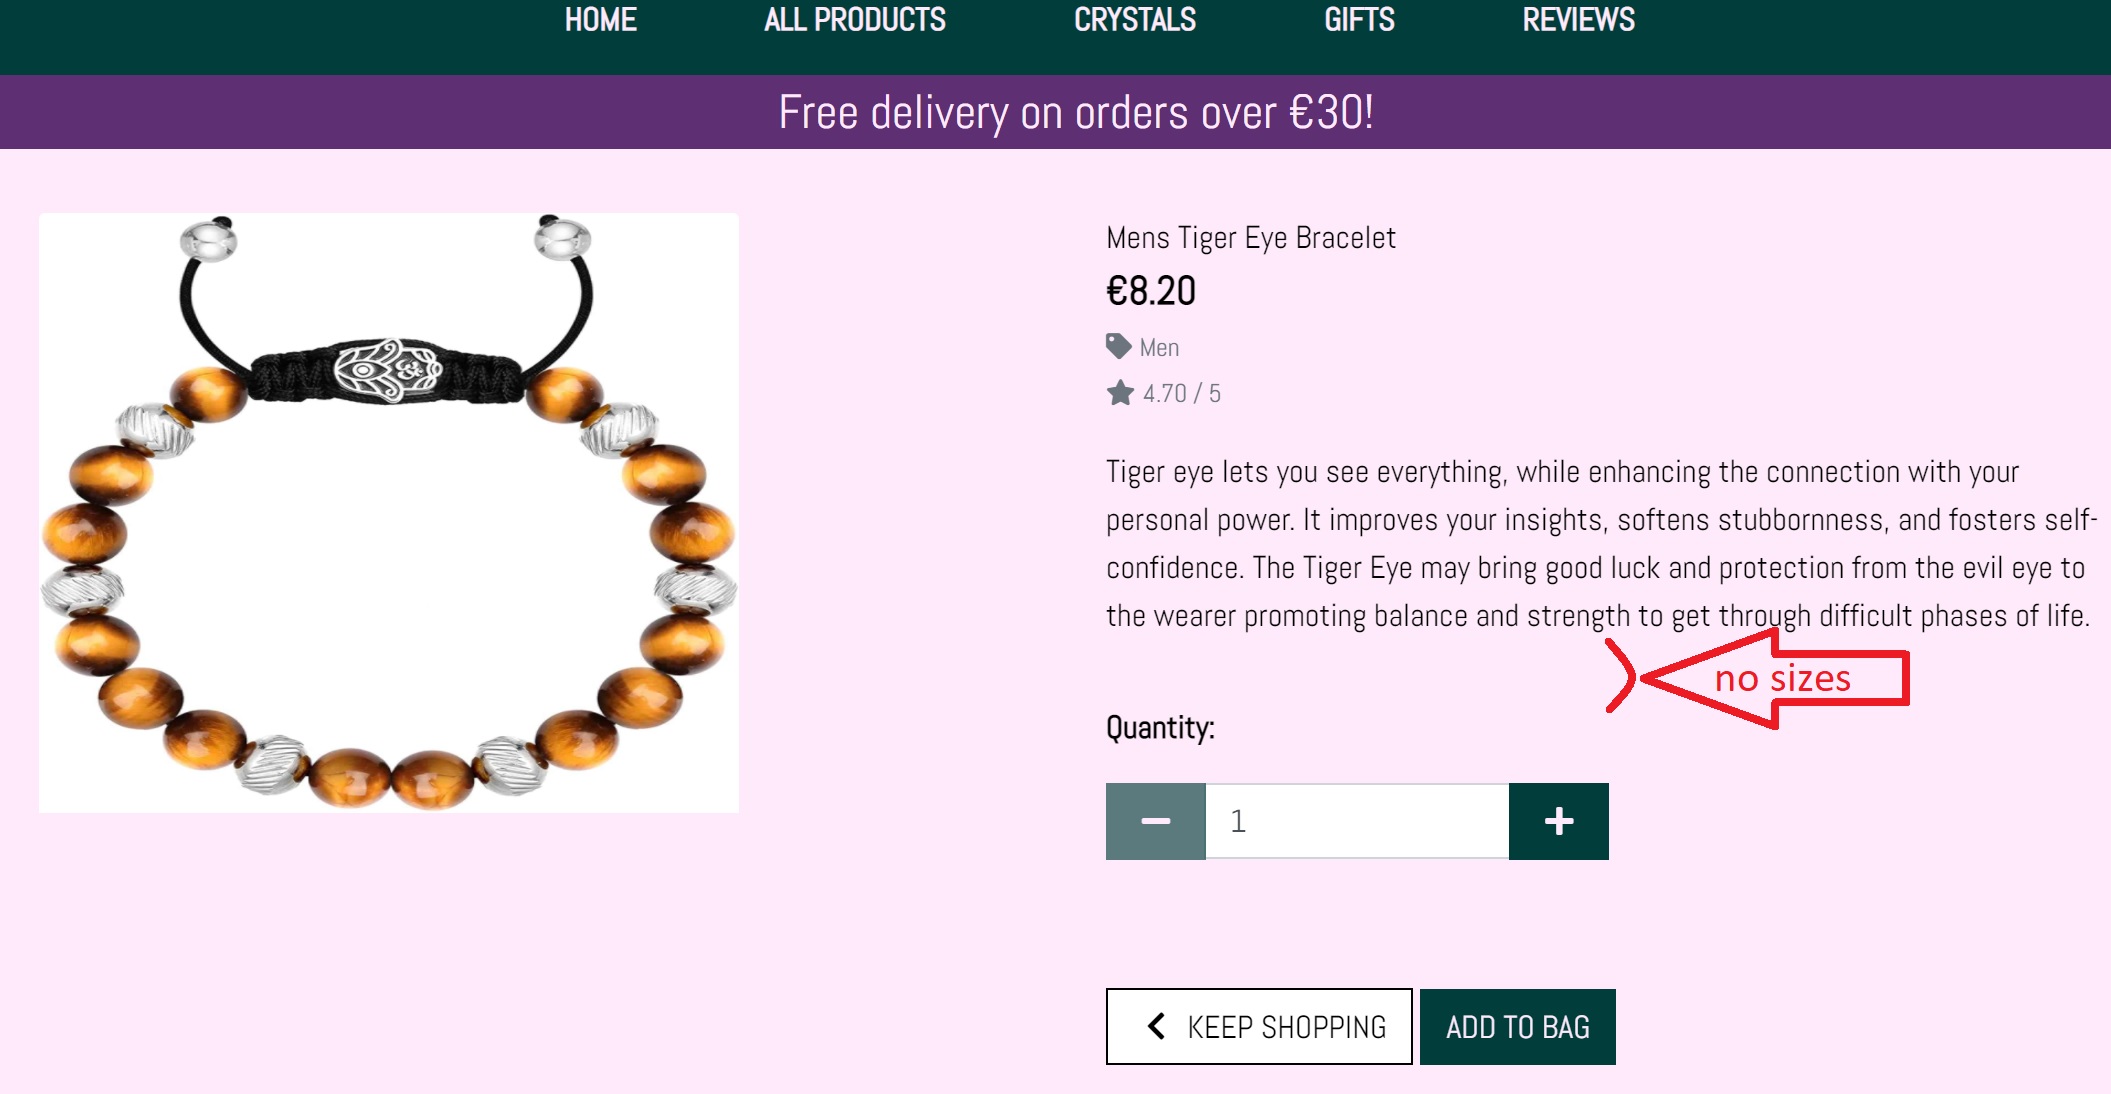 HOME ALL PRODUCTS CRYSTALS GIFTS REVIEWS
Free delivery on orders over €30!
Mens Tiger Eye Bracelet
€8.20
Men
4.70 / 5
Tiger eye lets you see everything, while enhancing the connection with your
personal power. It improves your insights, softens stubbornness, and fosters self-
confidence. The Tiger Eye may bring good luck and protection from the evil eye to
the wearer promoting balance and strength to get through difficult phases of life.
no sizes
Quantity:
1
KEEP SHOPPING ADD TO BAG